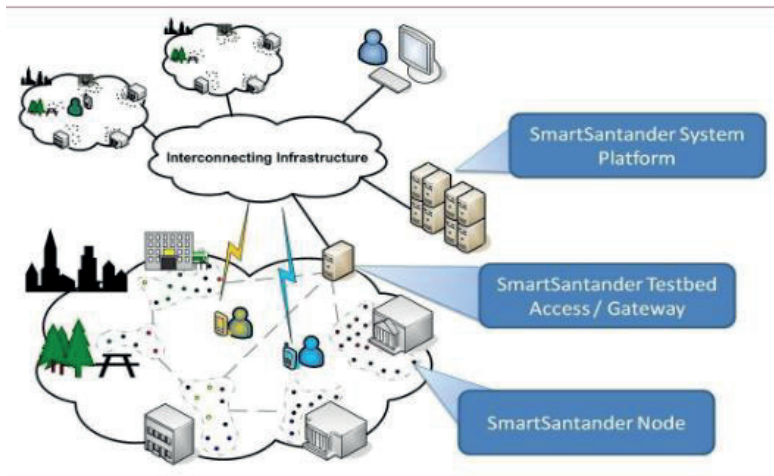 Interconnecting Infrastructure
SmartSantander System
Platform
SmartSantander Testbed
Access / Gateway
SmartSantander Node